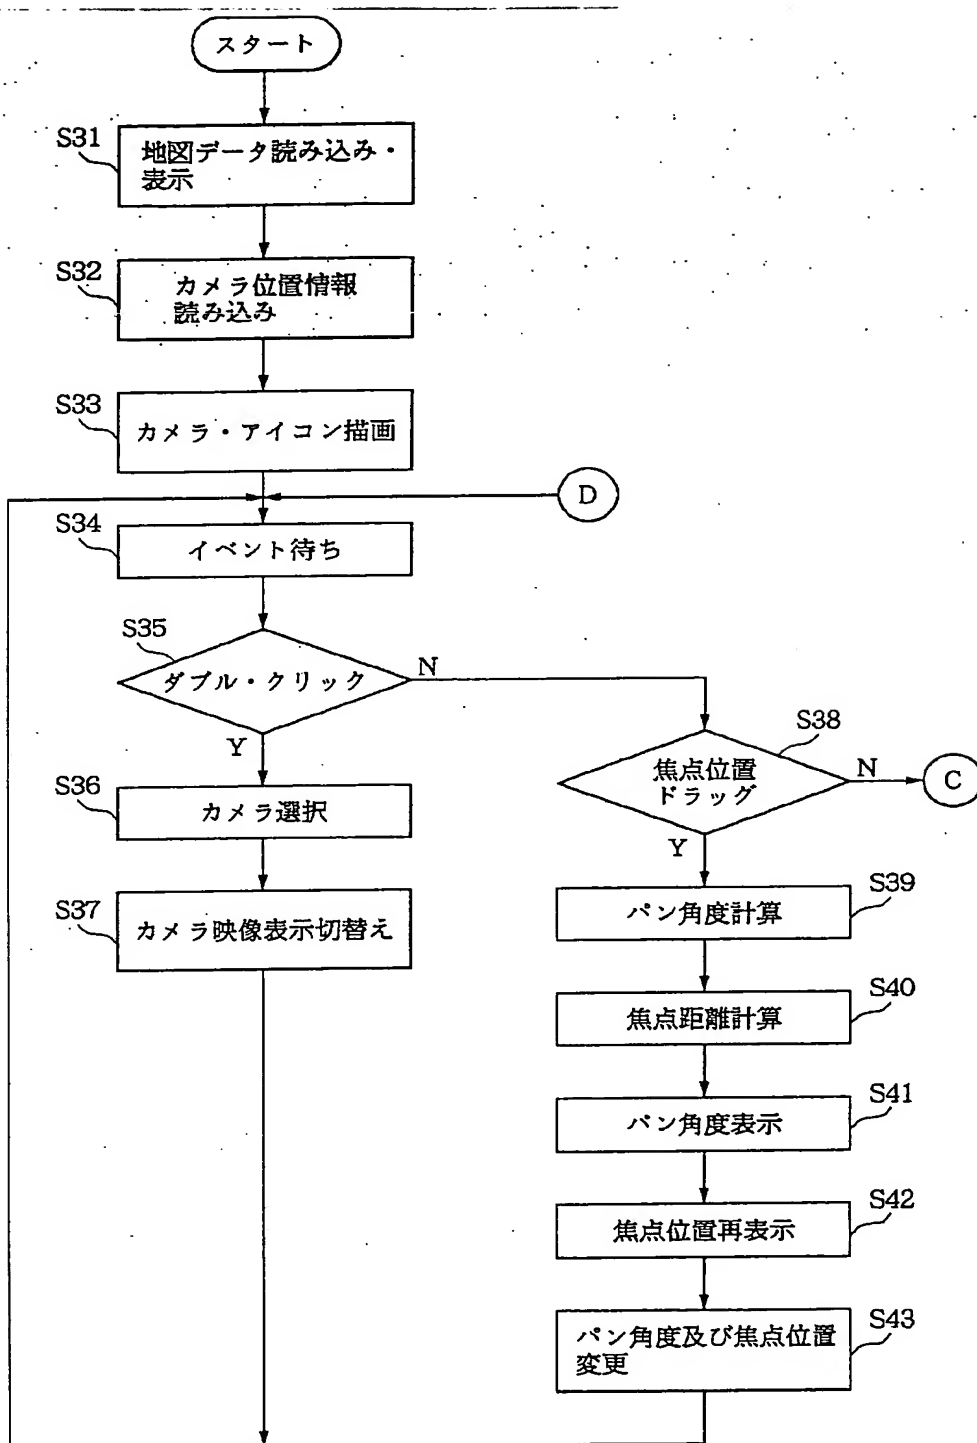 スタート
S31
地図データ読み込み・
表示
S32
カメラ位置情報
読み込み
S33
カメラ・アイコン描画
D
S34
イベント待ち
S35
ダブル・クリック
N
Y
S36
カメラ選択
S37
カメラ映像表示切替え
S38
焦点位置
ドラッグ
N
C
Y
S39
パン角度計算
S40
焦点距離計算
S41
パン角度表示
S42
焦点位置再表示
S43
パン角度及び焦点位置
変更